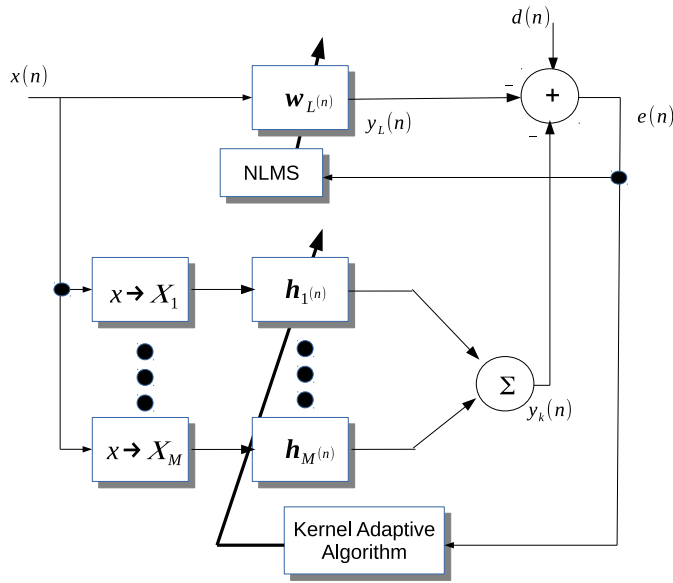 d(n)
x(n)
w_L(n)
y_L(n)
−
+
−
e(n)
NLMS
x → X_1
h_1(n)
Σ
y_k(n)
x → X_M
h_M(n)
Kernel Adaptive
Algorithm